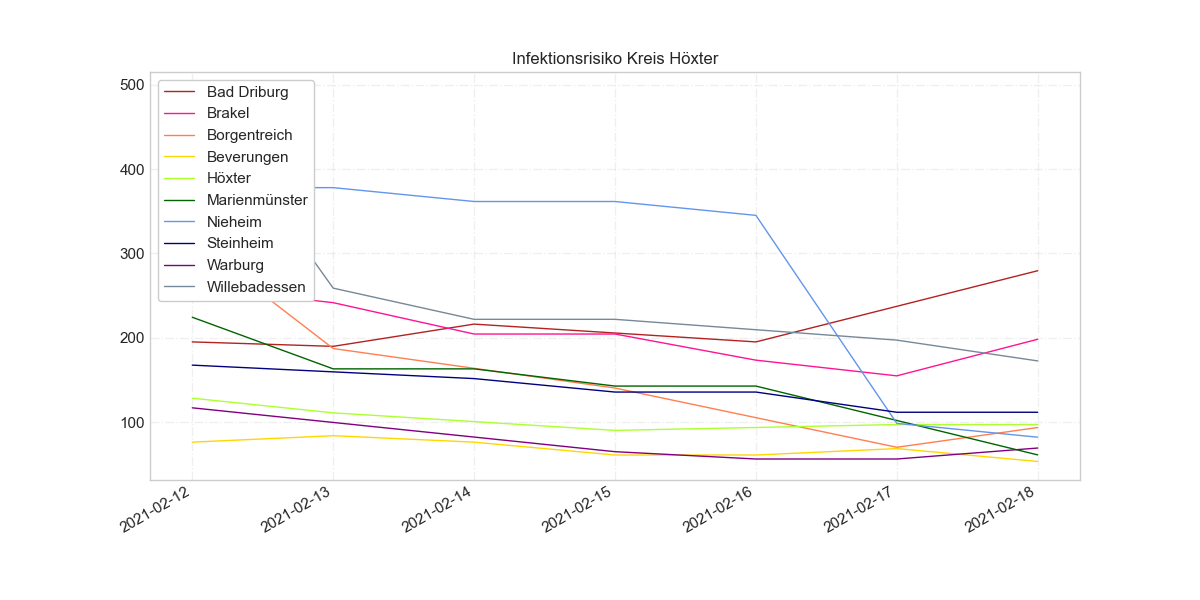 Infektionsrisiko Kreis Höxter
500
400
300
200
100
Bad Driburg
Brakel
Borgentreich
Beverungen
Höxter
Marienmünster
Nieheim
Steinheim
Warburg
Willebadessen
2021-02-12
2021-02-13
2021-02-14
2021-02-15
2021-02-16
2021-02-17
2021-02-18